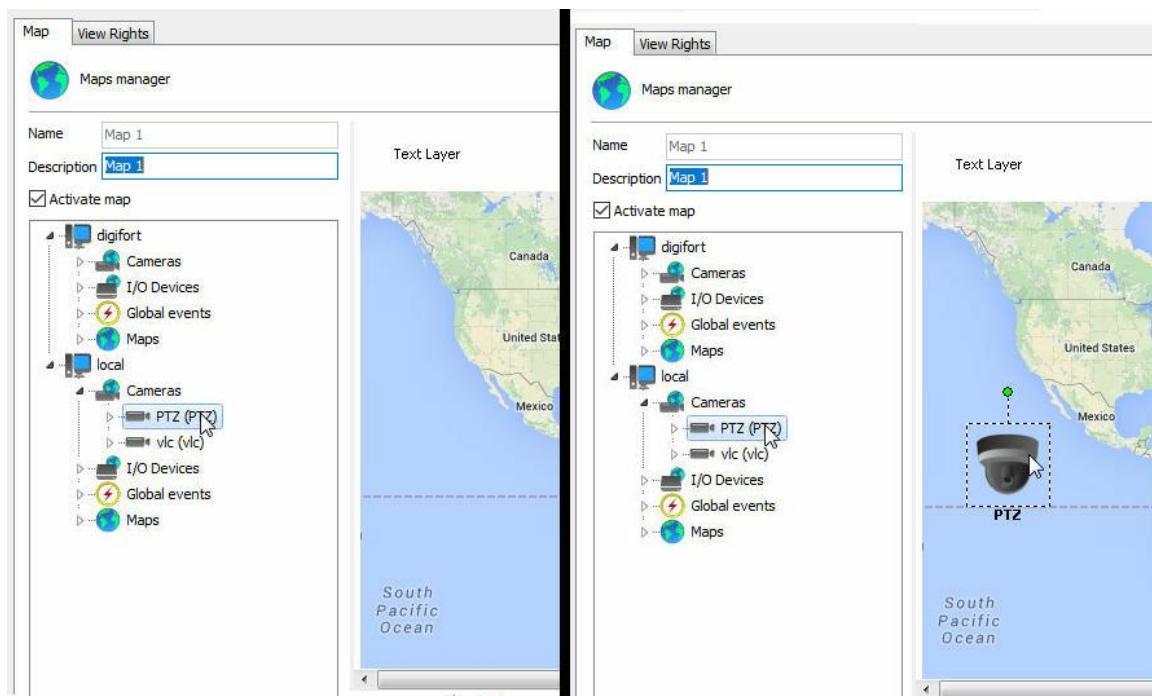 Map
View Rights
Maps manager
Name
Map 1
Description
Map 1
Activate map
digifort
Cameras
I/O Devices
Global events
Maps
local
Cameras
PTZ (PTZ)
vlc (vlc)
I/O Devices
Global events
Maps
Text Layer
Canada
Mexico
South
Pacific
Ocean
Map
View Rights
Maps manager
Name
Map 1
Description
Map 1
Activate map
digifort
Cameras
I/O Devices
Global events
Maps
local
Cameras
PTZ (PTZ)
vlc (vlc)
I/O Devices
Global events
Maps
Text Layer
Canada
United States
Mexico
PTZ
South
Pacific
Ocean